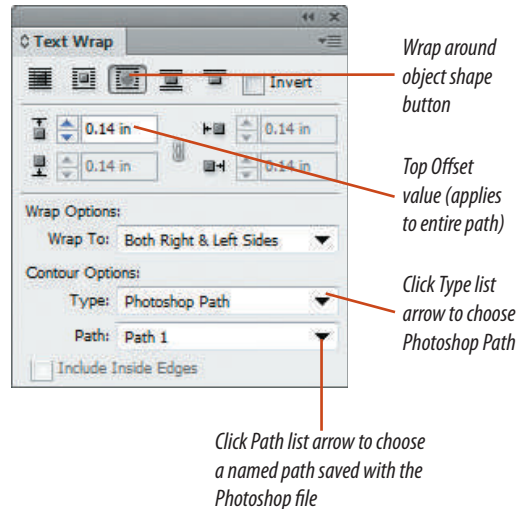 Text Wrap
Invert
0.14 in
0.14 in
0.14 in
0.14 in
Wrap Options:
Wrap To: Both Right & Left Sides
Contour Options:
Type: Photoshop Path
Path: Path 1
Include Inside Edges
Wrap around
object shape
button
Top Offset
value (applies
to entire path)
Click Type list
arrow to choose
Photoshop Path
Click Path list arrow to choose
a named path saved with the
Photoshop file